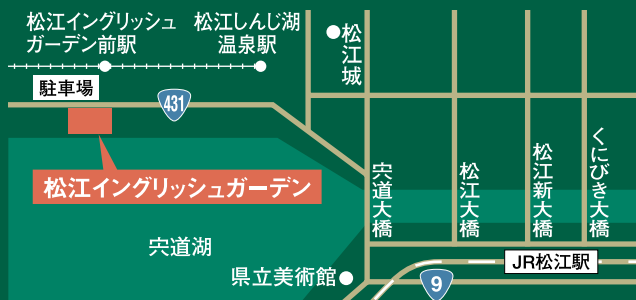 松江イングリッシュ
ガーデン前駅
松江しんじ湖
温泉駅
松江城
駐車場
431
松江イングリッシュガーデン
宍道湖
宍道大橋
松江大橋
松江新大橋
くにびき大橋
県立美術館
JR松江駅
9